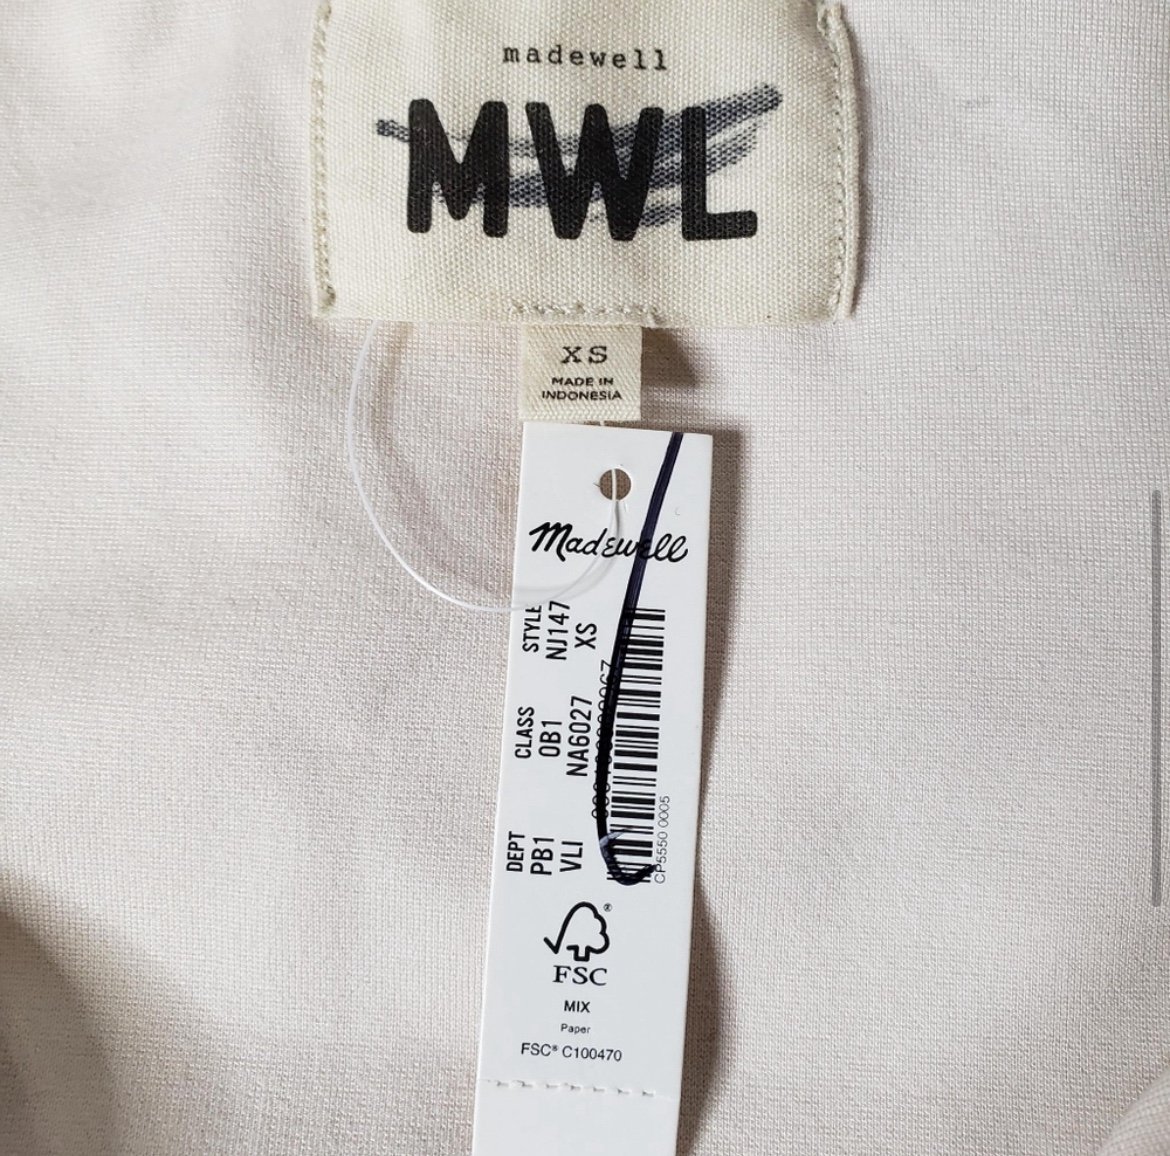 madewell
MWL
XS
MADE IN
INDONESIA
Madewell
STYLE
NJ147
XS
CLASS
0B1
NA6027
DEPT
PB1
VLI
CP5550 0005
FSC
MIX
Paper
FSC® C100470